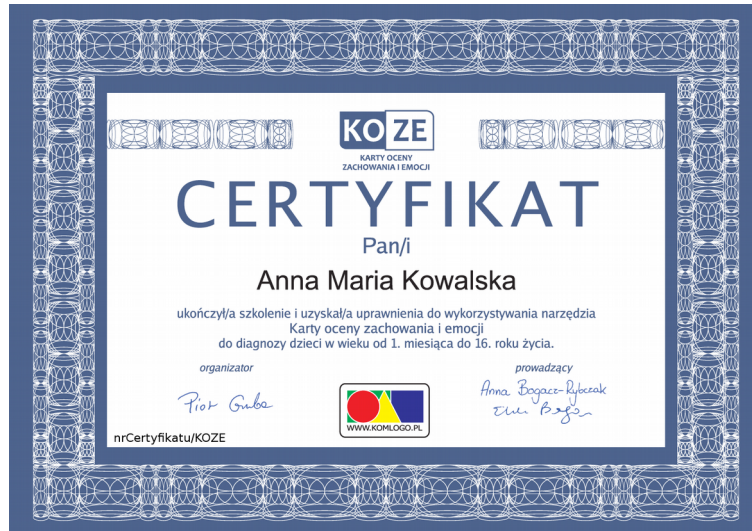 KOZE
KARTY OCENY
ZACHOWANIA I EMOCJI
CERTYFIKAT
Pan/i
Anna Maria Kowalska
ukończył/a szkolenie i uzyskał/a uprawnienia do wykorzystywania narzędzia
Karty oceny zachowania i emocji
do diagnozy dzieci w wieku od 1. miesiąca do 16. roku życia.
organizator
prowadzący
Piotr Gruba
Anna Bogacz-Rybczak
WWW.KOMLOGO.PL
nrCertyfikatu/KOZE